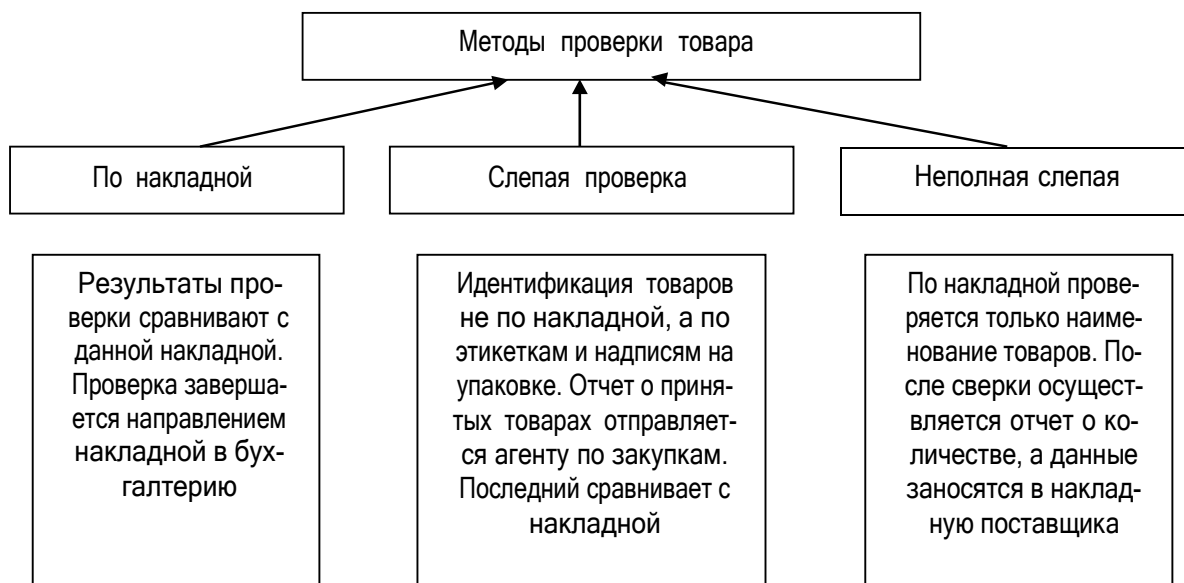 Методы проверки товара
По накладной
Слепая проверка
Неполная слепая
Результаты про-
верки сравнивают с
данной накладной.
Проверка заверша-
ется направлением
накладной в бух-
галтерию
Идентификация товаров
не по накладной, а по
этикеткам и надписям на
упаковке. Отчет о приня-
тых товарах отправляет-
ся агенту по закупкам.
Последний сравнивает с
накладной
По накладной прове-
ряется только наиме-
нование товаров. По-
сле сверки осущест-
вляется отчет о ко-
личестве, а данные
заносятся в наклад-
ную поставщика